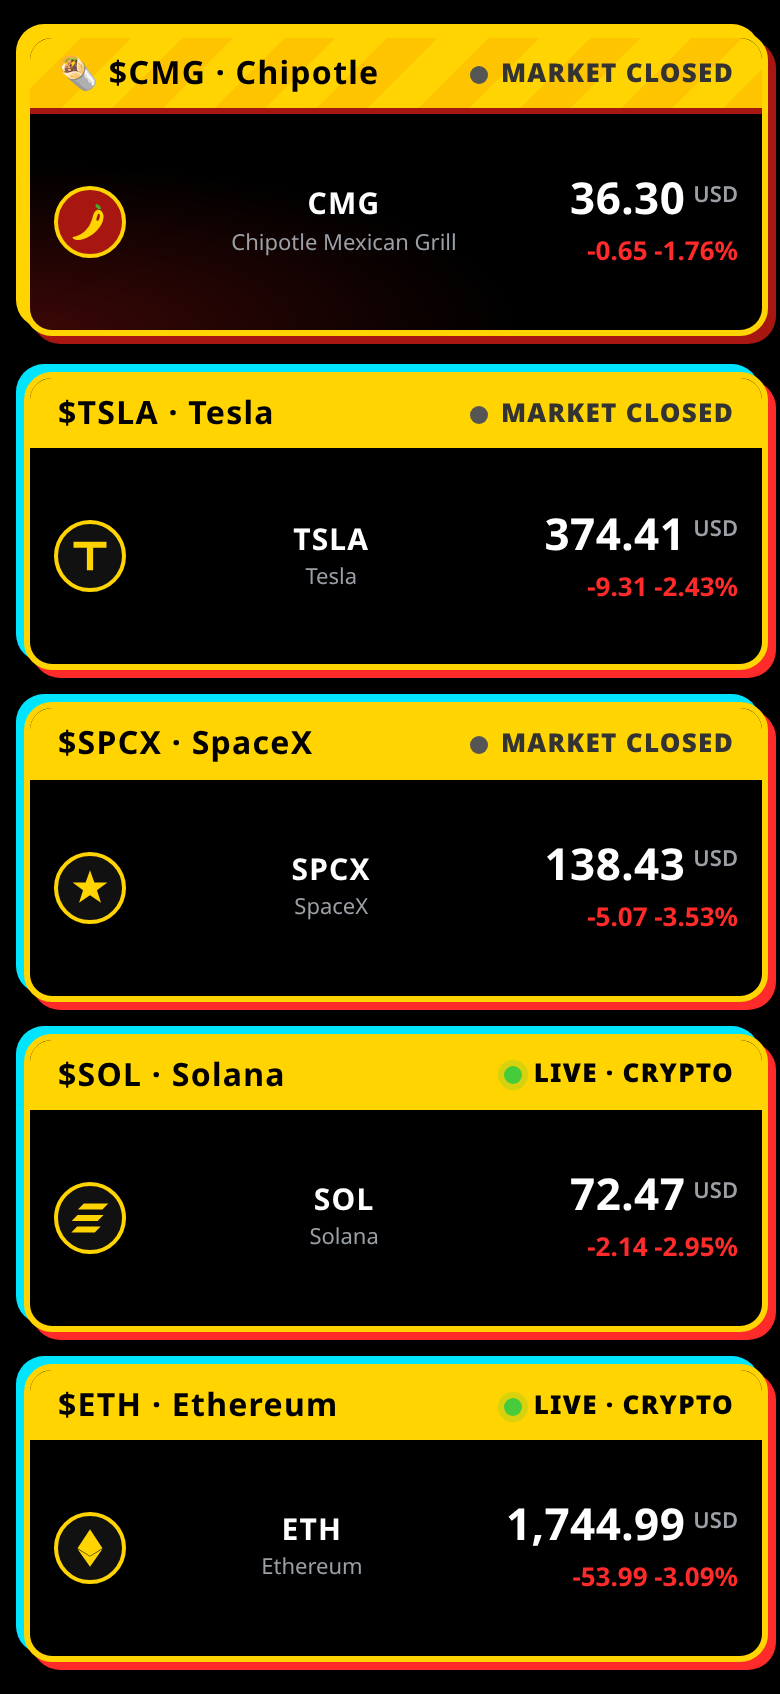 $CMG · Chipotle
MARKET CLOSED
CMG
Chipotle Mexican Grill
36.30 USD
-0.65 -1.76%
$TSLA · Tesla
MARKET CLOSED
TSLA
Tesla
374.41 USD
-9.31 -2.43%
$SPCX · SpaceX
MARKET CLOSED
SPCX
SpaceX
138.43 USD
-5.07 -3.53%
$SOL · Solana
LIVE · CRYPTO
SOL
Solana
72.47 USD
-2.14 -2.95%
$ETH · Ethereum
LIVE · CRYPTO
ETH
Ethereum
1,744.99 USD
-53.99 -3.09%